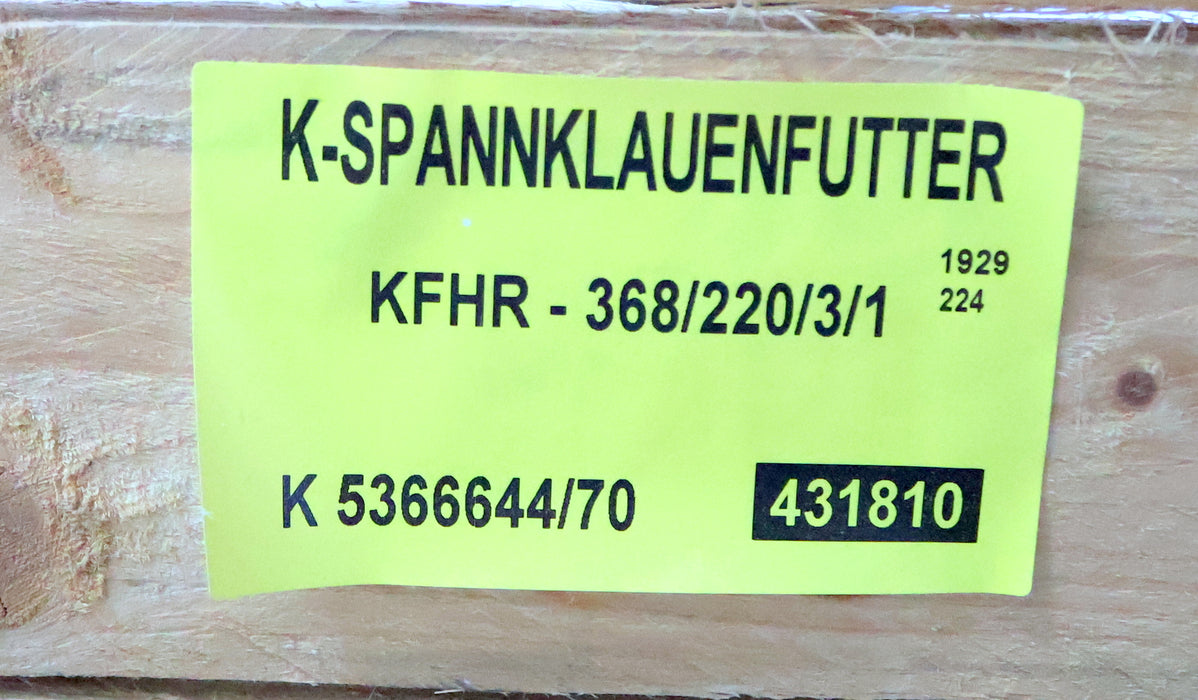 K-SPANNKLAUENFUTTER
KFHR - 368/220/3/1
1929
224
K 5366644/70
431810